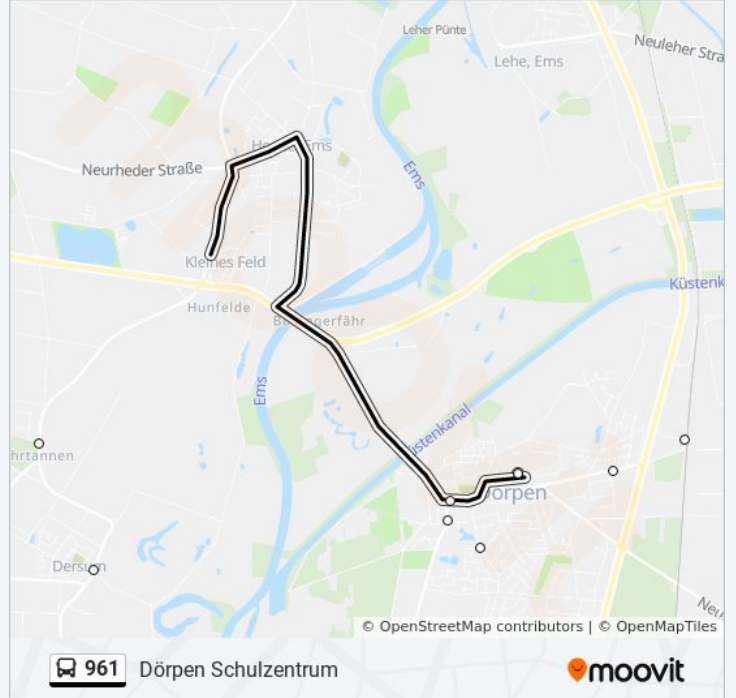 Leher Pünte
Neuleher Stra
Lehe, Ems
Ems
Neurheder Straße
Ems
Kleines Feld
Küstenk
Hunfelde
Ems
Küstenkanal
hrtannen
Dörpen
Dersum
Neu
© OpenStreetMap contributors | © OpenMapTiles
961 Dörpen Schulzentrum
moovit